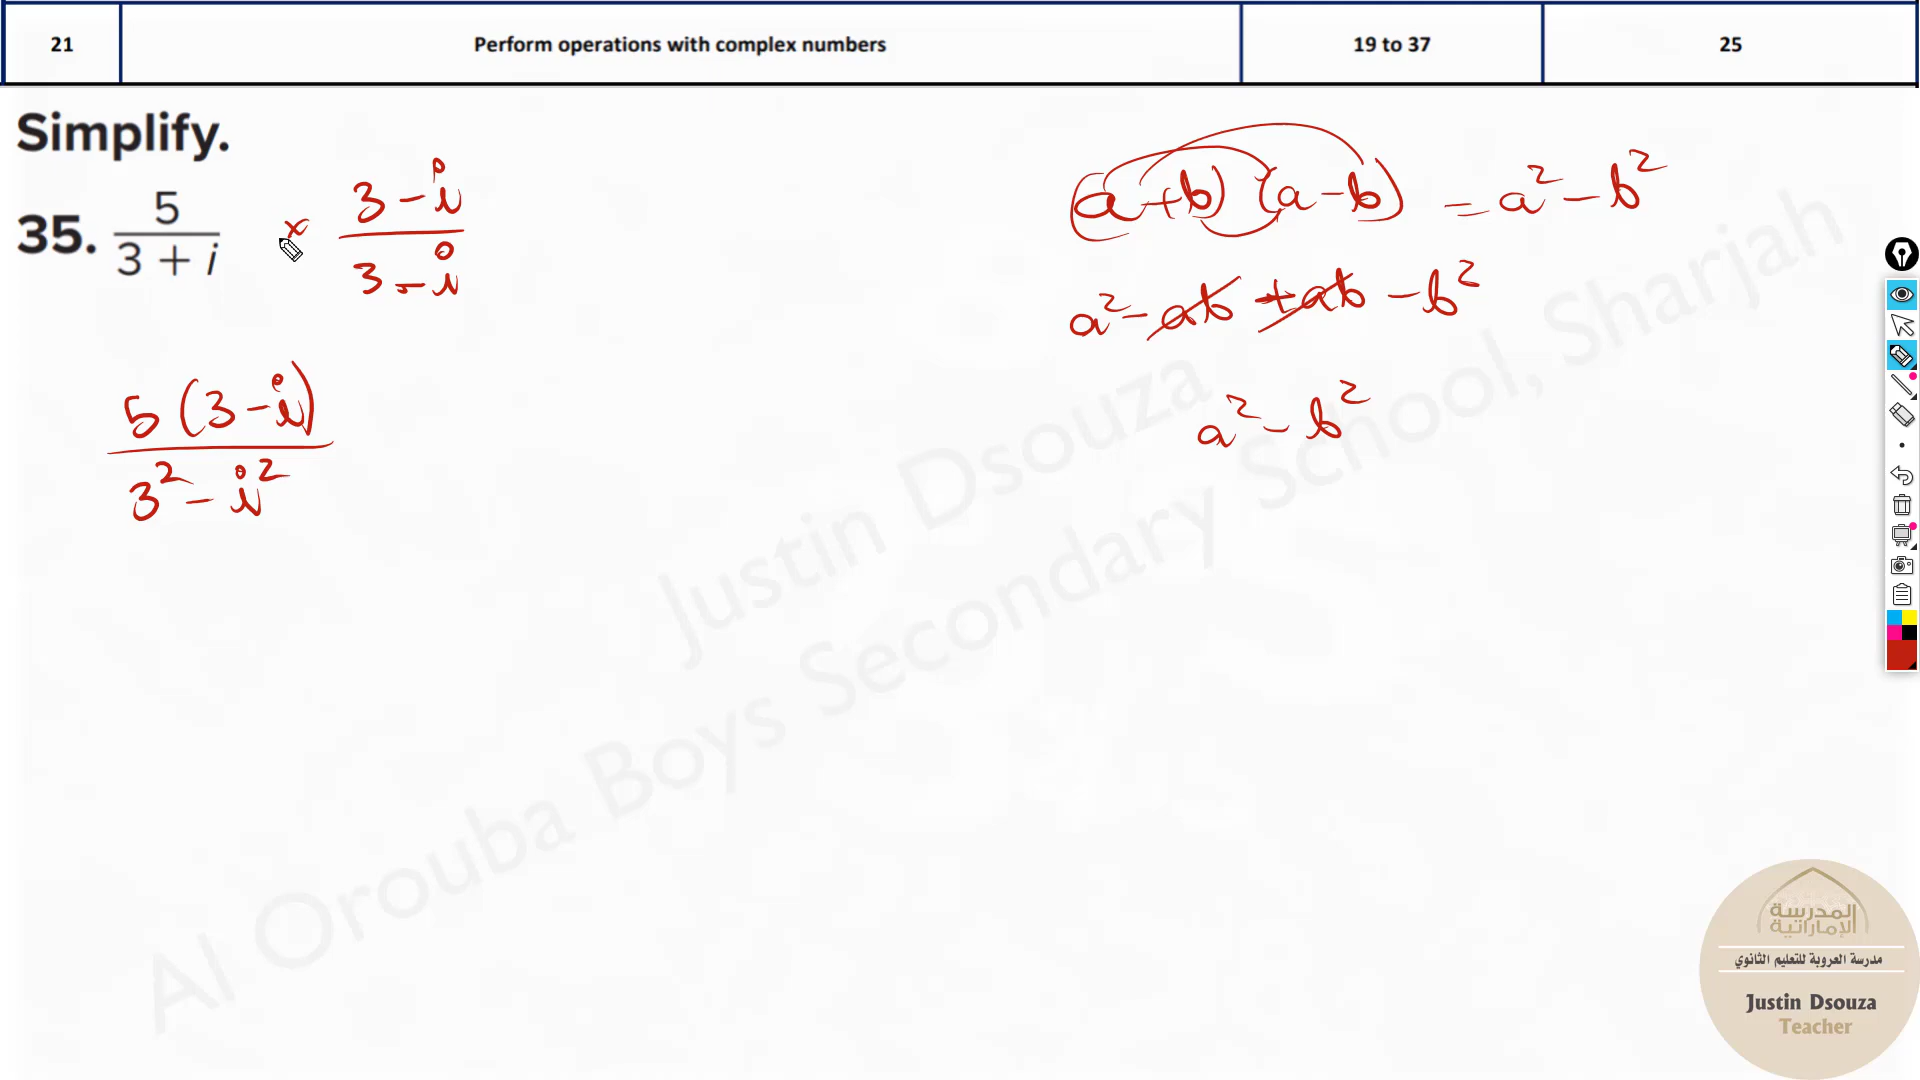 21 Perform operations with complex numbers 19 to 37 25
Simplify.
35. 5/(3 + i) × (3 - i)/(3 - i)
(a + b) (a - b) = a² - b²
a² - ab + ab - b²
a² - b²
5 (3 - i)
3² - i²
Justin Dsouza
Al Orouba Boys Secondary School, Sharjah
المدرسة
الإماراتية
مدرسة العروبة للتعليم الثانوي
Justin Dsouza
Teacher